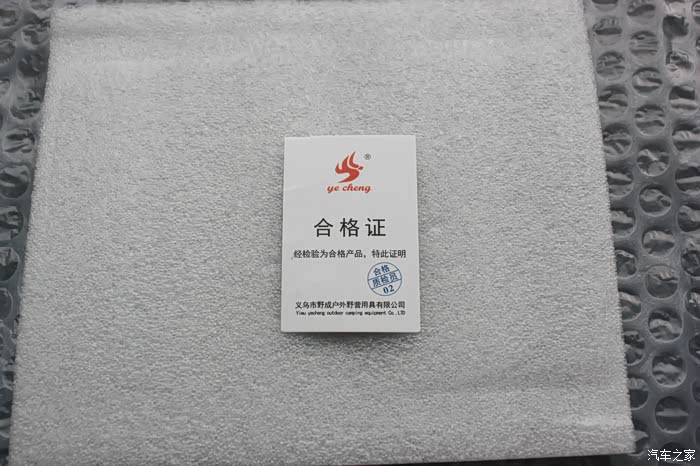 ®
ye cheng
合格证
经检验为合格产品，特此证明
合格
质检员
02
义乌市野成户外野营用具有限公司
Yiwu yecheng outdoor camping equipment Co.,LTD
汽车之家